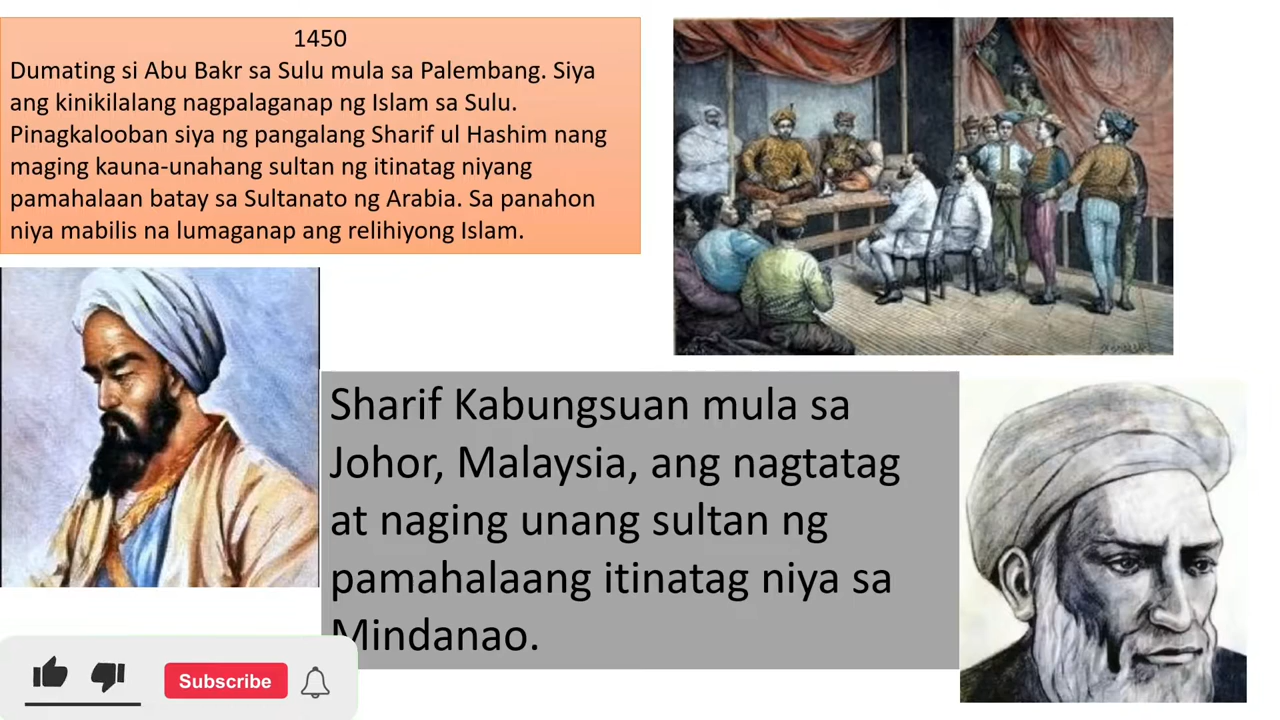 1450
Dumating si Abu Bakr sa Sulu mula sa Palembang. Siya
ang kinikilalang nagpalaganap ng Islam sa Sulu.
Pinagkalooban siya ng pangalang Sharif ul Hashim nang
maging kauna-unahang sultan ng itinatag niyang
pamahalaan batay sa Sultanato ng Arabia. Sa panahon
niya mabilis na lumaganap ang relihiyong Islam.
Sharif Kabungsuan mula sa
Johor, Malaysia, ang nagtatag
at naging unang sultan ng
pamahalaang itinatag niya sa
Mindanao.
Subscribe